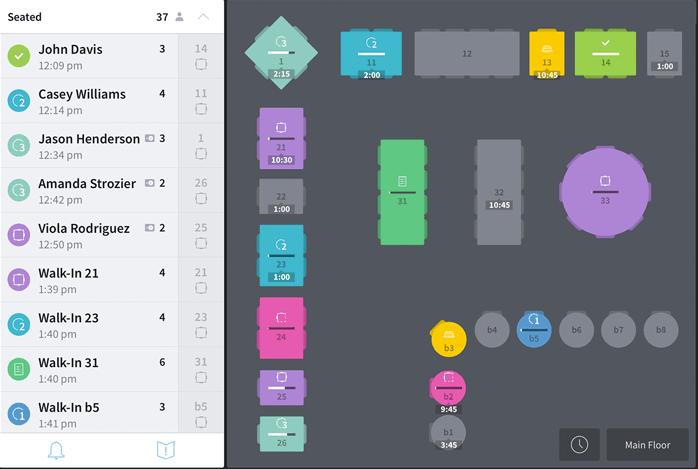 Seated 37
John Davis 3 14
12:09 pm
Casey Williams 4 11
12:14 pm
Jason Henderson 3 1
12:34 pm
Amanda Strozier 2 26
12:42 pm
Viola Rodriguez 2 25
12:50 pm
Walk-In 21 4 21
1:39 pm
Walk-In 23 4 23
1:40 pm
Walk-In 31 6 31
1:40 pm
Walk-In b5 3 b5
1:41 pm
2
3
3
2
1
3
1
2:15
2
11
2:00
12
13
10:45
14
15
1:00
21
10:30
22
1:00
2
23
1:00
24
25
3
26
31
32
10:45
33
b3
b4
1
b5
b6
b7
b8
b2
9:45
b1
3:45
Main Floor